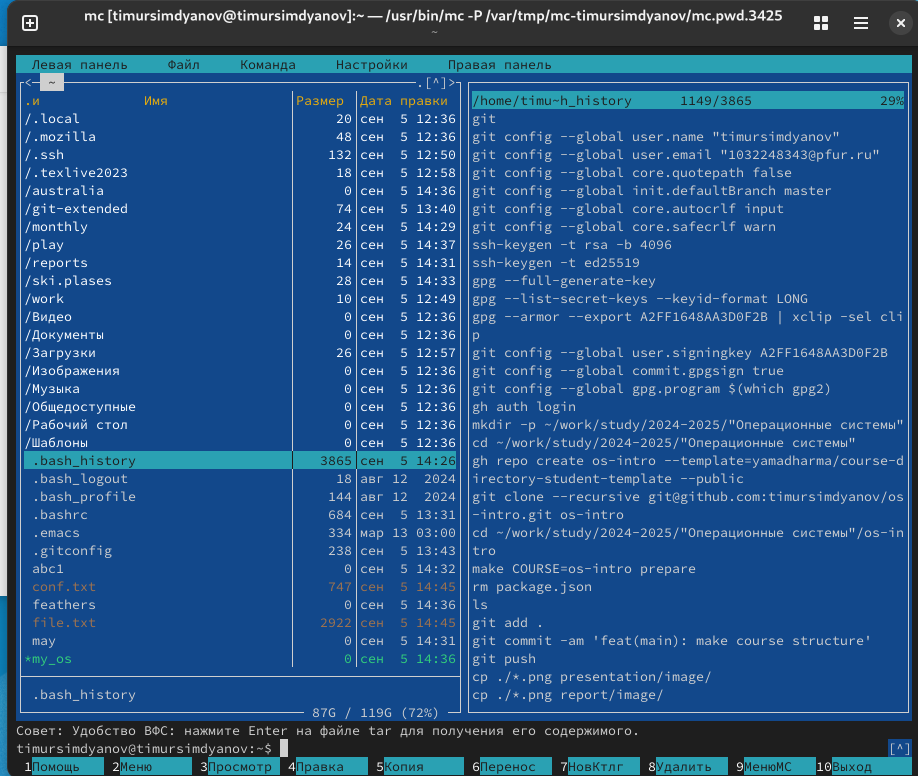 mc [timursimdyanov@timursimdyanov]:~ — /usr/bin/mc -P /var/tmp/mc-timursimdyanov/mc.pwd.3425
~
Левая панель Файл Команда Настройки Правая панель
<─ ~ .[^]>
.и Имя Размер Дата правки
/.local 20 сен 5 12:36
/.mozilla 48 сен 5 12:36
/.ssh 132 сен 5 12:50
/.texlive2023 18 сен 5 12:58
/australia 0 сен 5 14:36
/git-extended 74 сен 5 13:40
/monthly 24 сен 5 14:29
/play 26 сен 5 14:37
/reports 14 сен 5 14:31
/ski.plases 28 сен 5 14:33
/work 10 сен 5 12:49
/Видео 0 сен 5 12:36
/Документы 0 сен 5 12:36
/Загрузки 26 сен 5 12:57
/Изображения 0 сен 5 12:36
/Музыка 0 сен 5 12:36
/Общедоступные 0 сен 5 12:36
/Рабочий стол 0 сен 5 12:36
/Шаблоны 0 сен 5 12:36
.bash_history 3865 сен 5 14:26
.bash_logout 18 авг 12 2024
.bash_profile 144 авг 12 2024
.bashrc 684 сен 5 13:31
.emacs 334 мар 13 03:00
.gitconfig 238 сен 5 13:43
abc1 0 сен 5 14:32
conf.txt 747 сен 5 14:45
feathers 0 сен 5 14:36
file.txt 2922 сен 5 14:45
may 0 сен 5 14:31
*my_os 0 сен 5 14:36
.bash_history
87G / 119G (72%)
/home/timu~h_history 1149/3865 29%
git
git config --global user.name "timursimdyanov"
git config --global user.email "1032248343@pfur.ru"
git config --global core.quotepath false
git config --global init.defaultBranch master
git config --global core.autocrlf input
git config --global core.safecrlf warn
ssh-keygen -t rsa -b 4096
ssh-keygen -t ed25519
gpg --full-generate-key
gpg --list-secret-keys --keyid-format LONG
gpg --armor --export A2FF1648AA3D0F2B | xclip -sel cli
p
git config --global user.signingkey A2FF1648AA3D0F2B
git config --global commit.gpgsign true
git config --global gpg.program $(which gpg2)
gh auth login
mkdir -p ~/work/study/2024-2025/"Операционные системы"
cd ~/work/study/2024-2025/"Операционные системы"
gh repo create os-intro --template=yamadharma/course-d
irectory-student-template --public
git clone --recursive git@github.com:timursimdyanov/os
-intro.git os-intro
cd ~/work/study/2024-2025/"Операционные системы"/os-in
tro
make COURSE=os-intro prepare
rm package.json
ls
git add .
git commit -am 'feat(main): make course structure'
git push
cp ./*.png presentation/image/
cp ./*.png report/image/
Совет: Удобство ВФС: нажмите Enter на файле tar для получения его содержимого.
timursimdyanov@timursimdyanov:~$ [^]
1Помощь 2Меню 3Просмотр 4Правка 5Копия 6Перенос 7НовКтлг 8Удалить 9МенюМС 10Выход